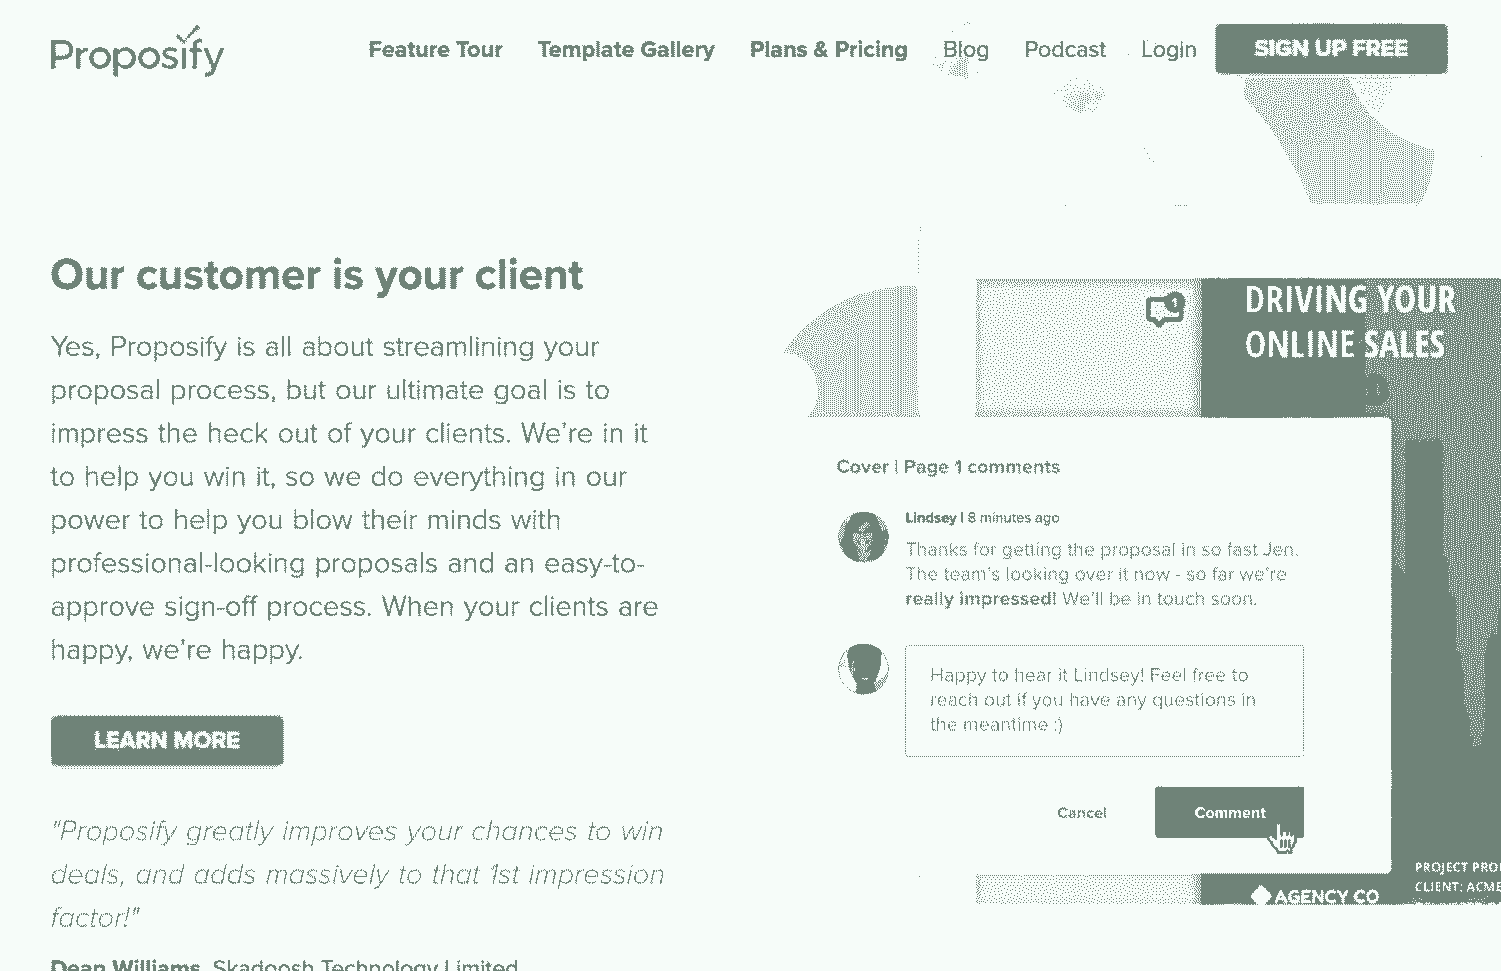 Proposify
Feature Tour
Template Gallery
Plans & Pricing
Blog
Podcast
Login
SIGN UP FREE
Our customer is your client
Yes, Proposify is all about streamlining your
proposal process, but our ultimate goal is to
impress the heck out of your clients. We're in it
to help you win it, so we do everything in our
power to help you blow their minds with
professional-looking proposals and an easy-to-
approve sign-off process. When your clients are
happy, we're happy.
LEARN MORE
"Proposify greatly improves your chances to win
deals, and adds massively to that 1st impression
factor!"
Dean Williams, Skadoosh Technology Limited
1
DRIVING YOUR
ONLINE SALES
Cover | Page 1 comments
Lindsey | 8 minutes ago
Thanks for getting the proposal in so fast Jen.
The team's looking over it now - so far we're
really impressed! We'll be in touch soon.
Happy to hear it Lindsey! Feel free to
reach out if you have any questions in
the meantime :)
Cancel
Comment
AGENCY CO
PROJECT PRO
CLIENT: ACME